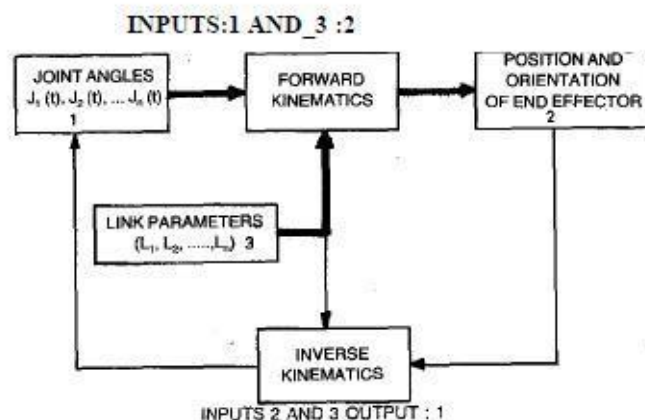 INPUTS:1 AND_3 :2
JOINT ANGLES
J₁ (t), J₂ (t), ... Jₙ (t)
1
FORWARD
KINEMATICS
POSITION AND
ORIENTATION
OF END EFFECTOR
2
LINK PARAMETERS
(L₁, L₂, ....., Lₙ) 3
INVERSE
KINEMATICS
INPUTS 2 AND 3 OUTPUT : 1